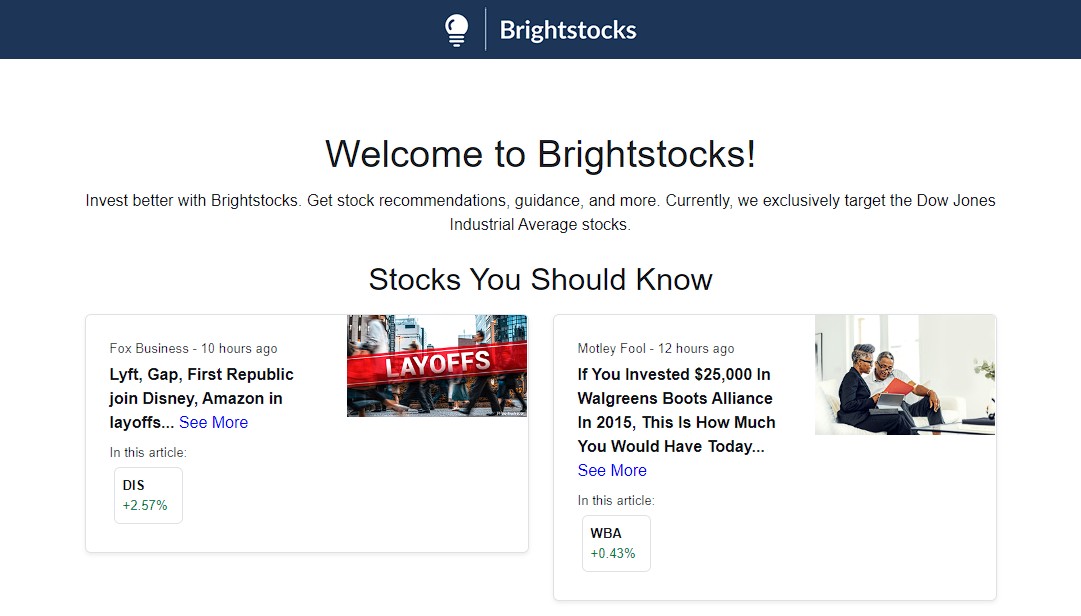 Brightstocks
Welcome to Brightstocks!
Invest better with Brightstocks. Get stock recommendations, guidance, and more. Currently, we exclusively target the Dow Jones
Industrial Average stocks.
Stocks You Should Know
Fox Business - 10 hours ago
Lyft, Gap, First Republic
join Disney, Amazon in
layoffs... See More
In this article:
DIS
+2.57%
LAYOFFS
Motley Fool - 12 hours ago
If You Invested $25,000 In
Walgreens Boots Alliance
In 2015, This Is How Much
You Would Have Today...
See More
In this article:
WBA
+0.43%